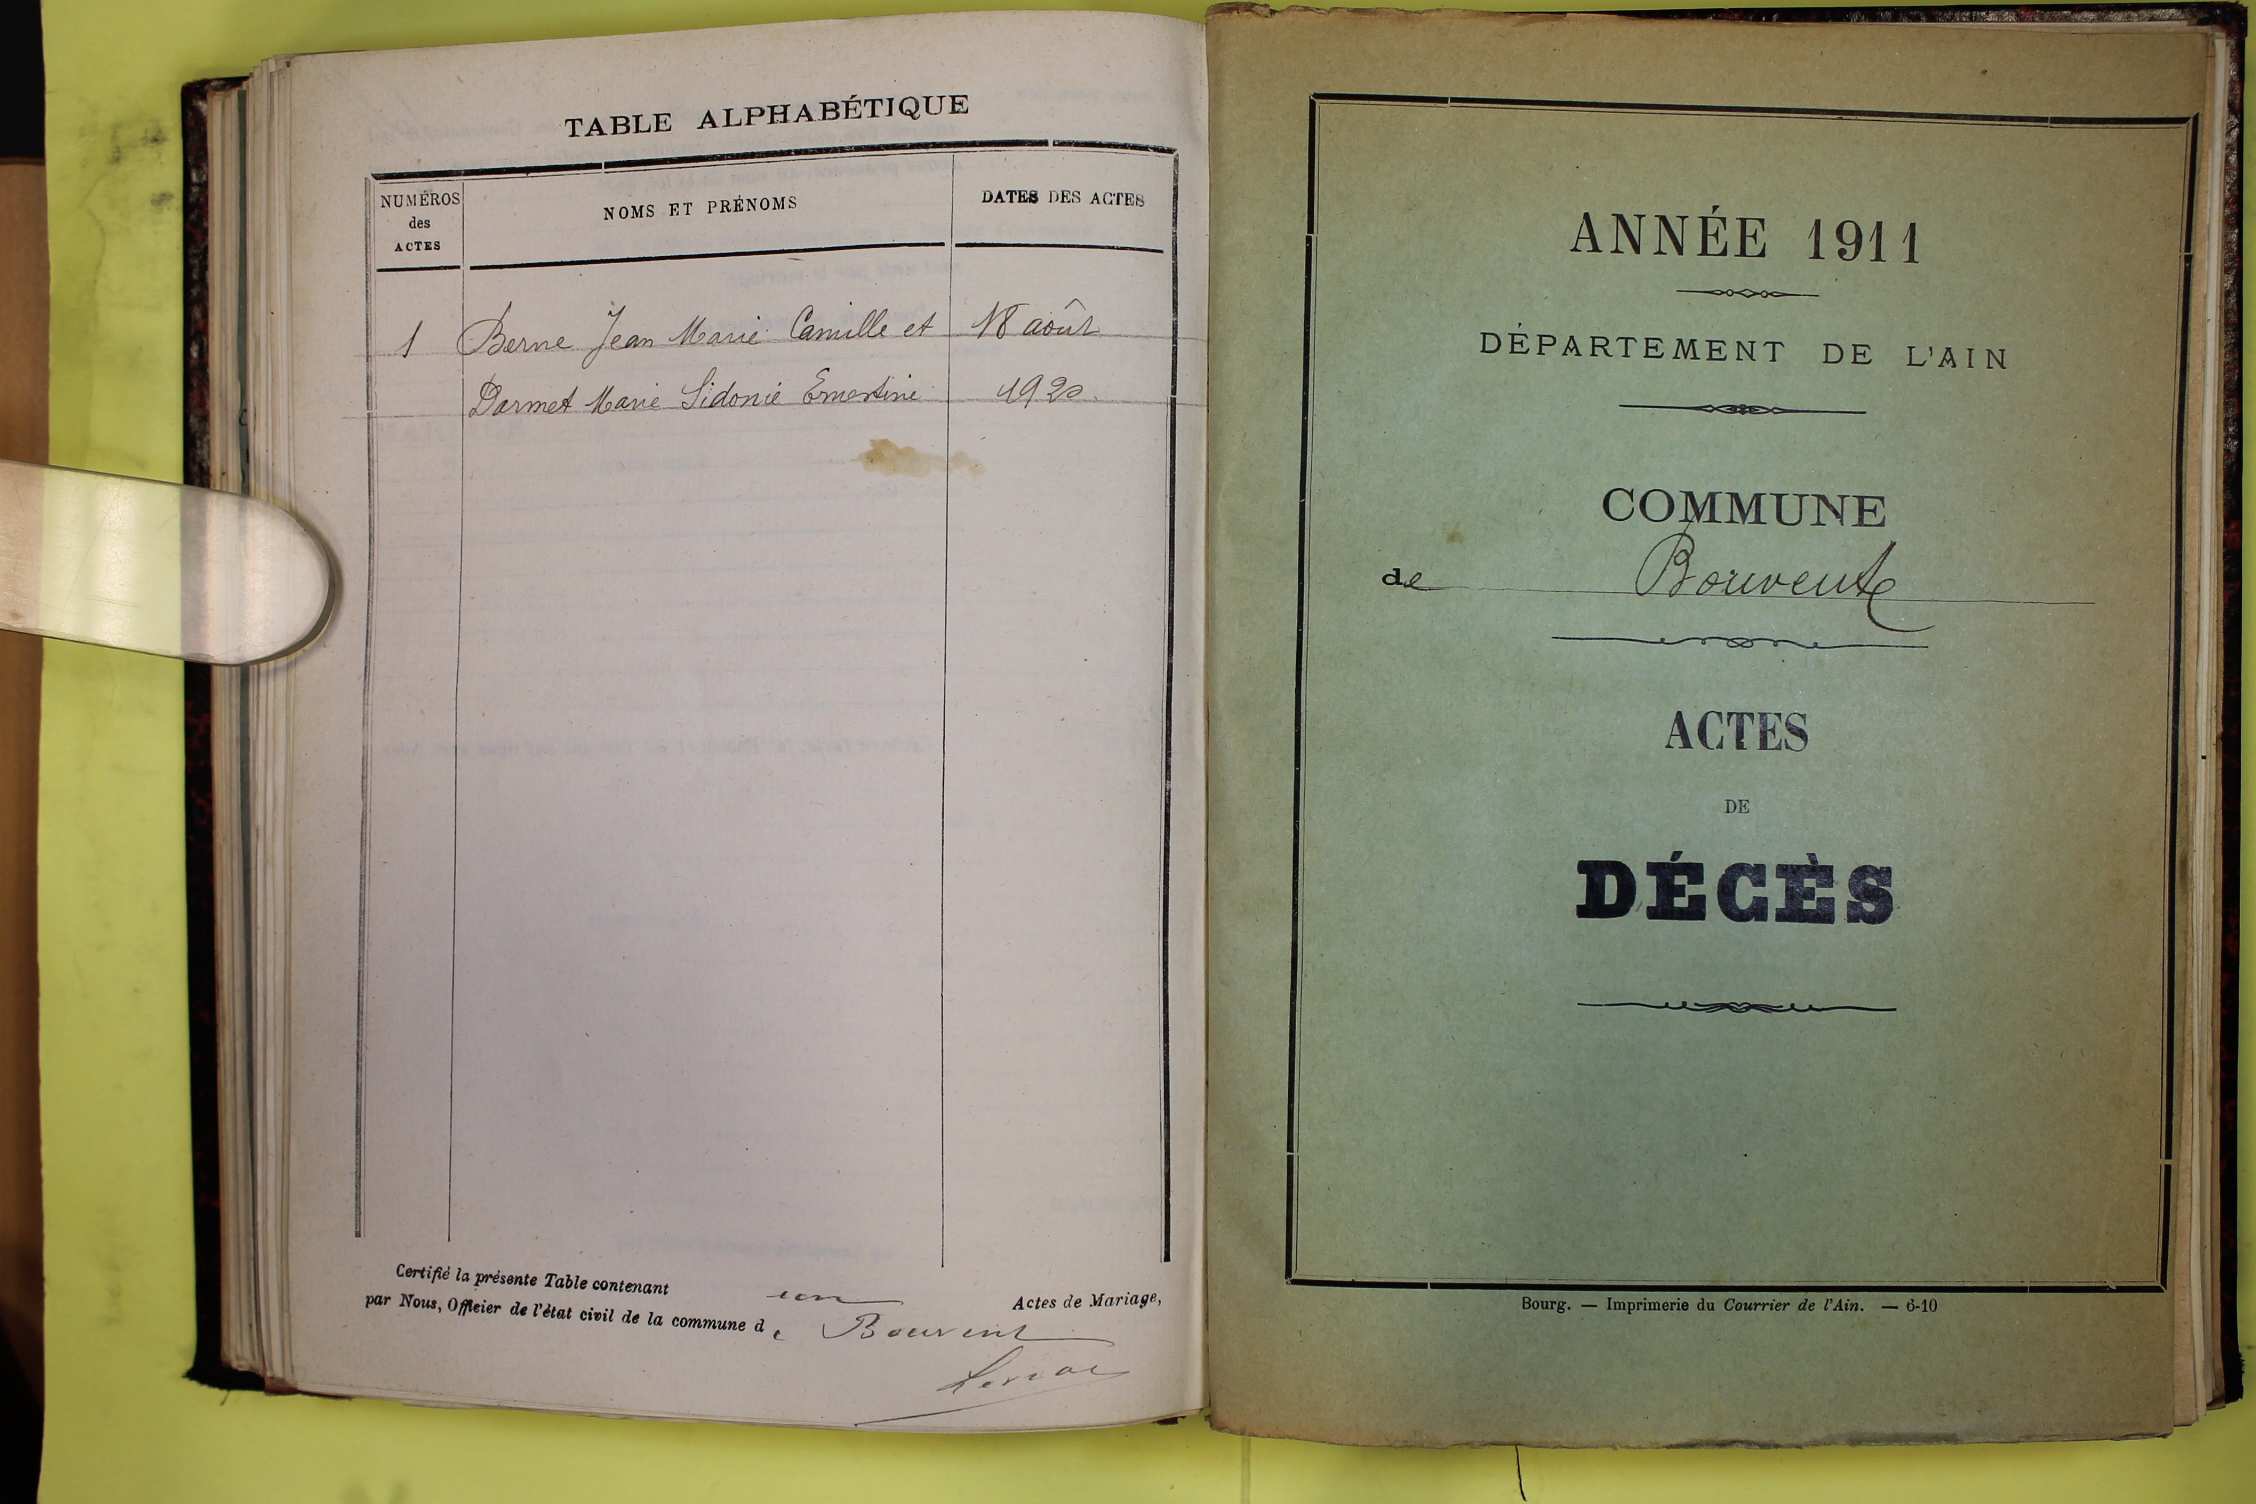 TABLE ALPHABÉTIQUE
NUMÉROS
des
ACTES
NOMS ET PRÉNOMS
DATES DES ACTES
1 Berne Jean Marie Camille et 18 août
Darmet Marie Sidonie Ernestine 1920.
Certifié la présente Table contenant un Actes de Mariage,
par Nous, Officier de l'état civil de la commune de Bouvent
ANNÉE 1911
DÉPARTEMENT DE L'AIN
COMMUNE
de Bouvent
ACTES
DE
DÉCÈS
Bourg. — Imprimerie du Courrier de l'Ain. — 6-10